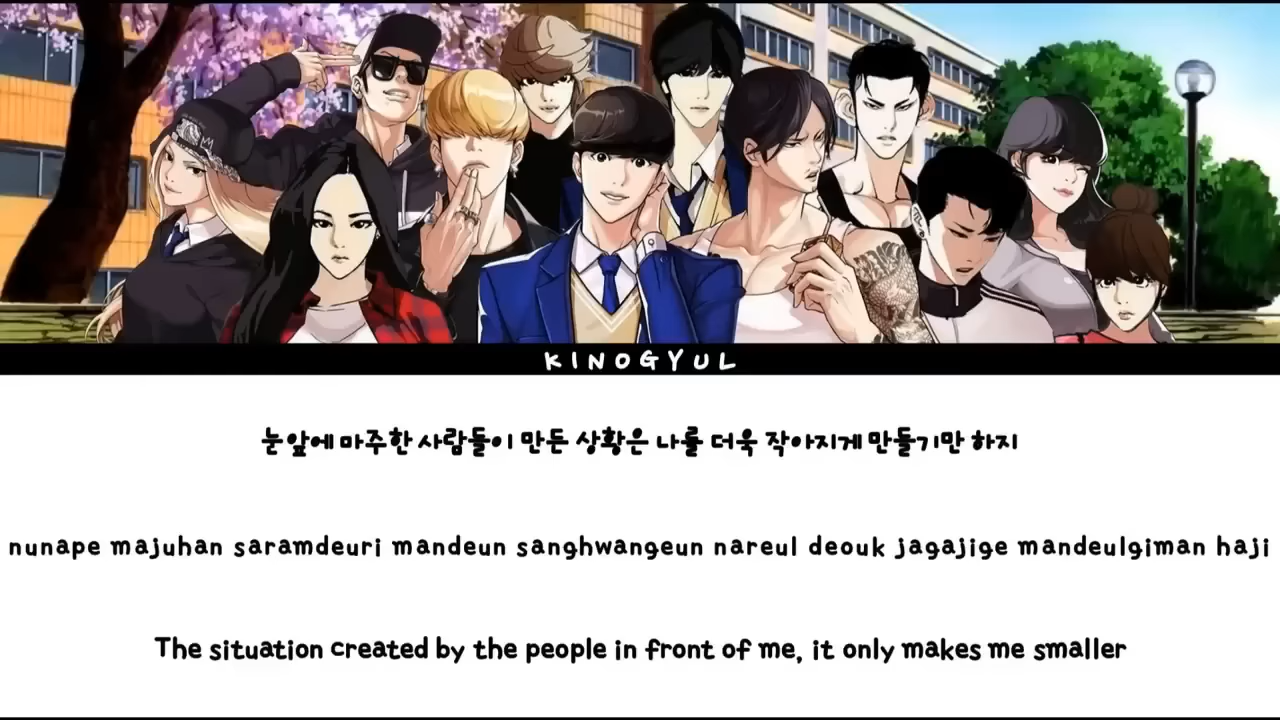 KINOGYUL
눈앞에 마주한 사람들이 만든 상황은 나를 더욱 작아지게 만들기만 하지
nunape majuhan saramdeuri mandeun sanghwangeun nareul deouk jagajige mandeulgiman haji
The situation created by the people in front of me, it only makes me smaller